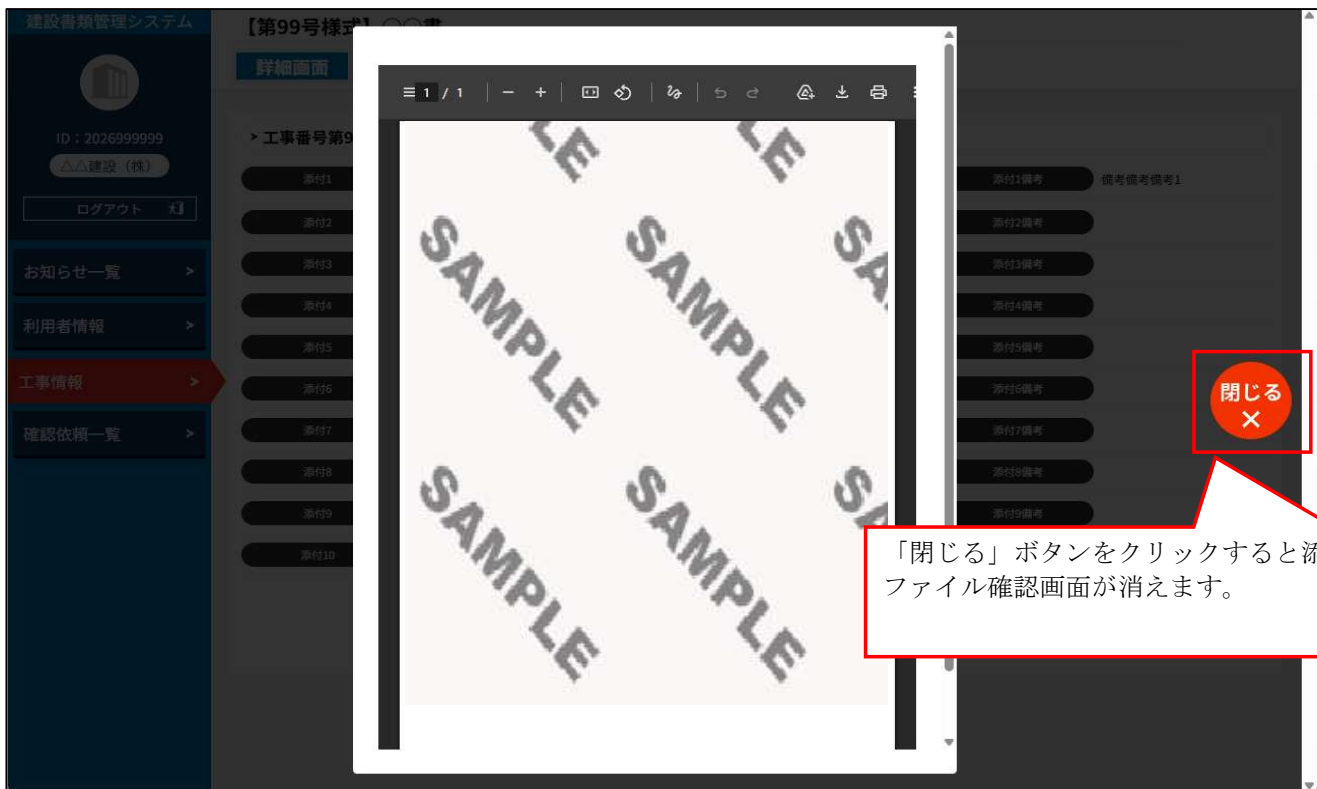 建設書類管理システム
【第99号様式】○○書
詳細画面
ID：2026999999
△△建設（株）
ログアウト
お知らせ一覧 >
利用者情報 >
工事情報 >
確認依頼一覧 >
> 工事番号第9
1 / 1
添付1
添付2
添付3
添付4
添付5
添付6
添付7
添付8
添付9
添付10
SAMPLE
SAMPLE
SAMPLE
SAMPLE
添付1備考 備考備考備考1
添付2備考
添付3備考
添付4備考
添付5備考
添付6備考
添付7備考
添付8備考
添付9備考
閉じる
×
「閉じる」ボタンをクリックすると添
ファイル確認画面が消えます。